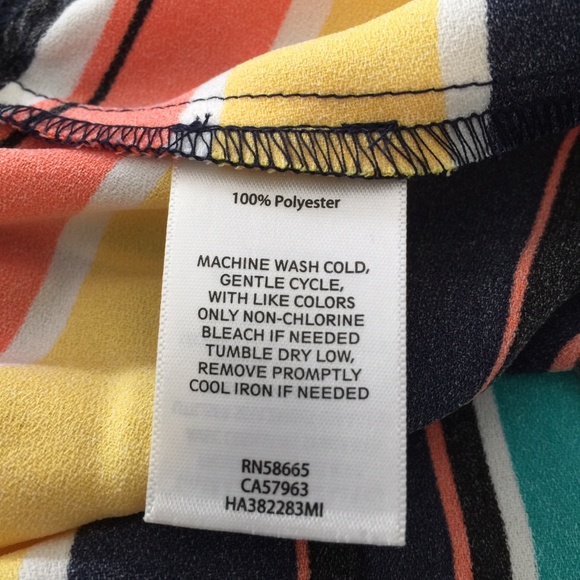 100% Polyester
MACHINE WASH COLD,
GENTLE CYCLE,
WITH LIKE COLORS
ONLY NON-CHLORINE
BLEACH IF NEEDED
TUMBLE DRY LOW,
REMOVE PROMPTLY
COOL IRON IF NEEDED
RN58665
CA57963
HA382283MI